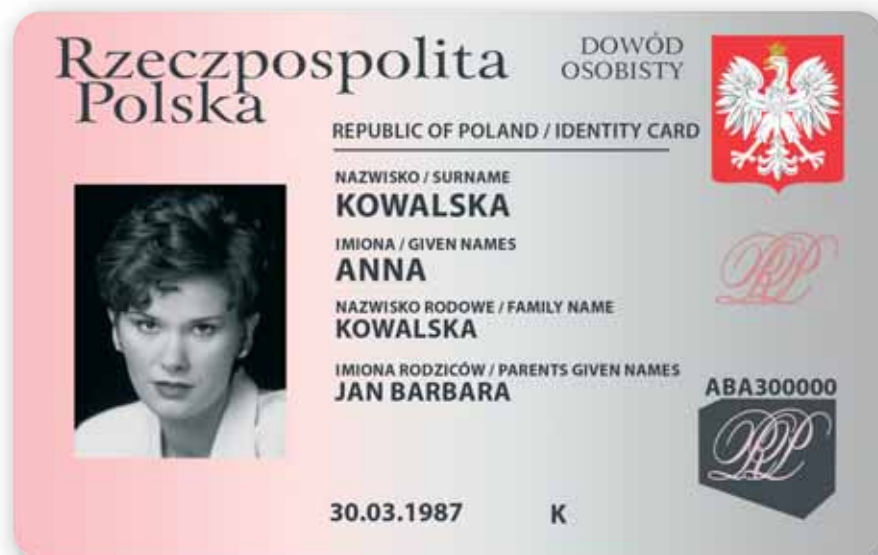 Rzeczpospolita
Polska
DOWÓD
OSOBISTY
REPUBLIC OF POLAND / IDENTITY CARD
NAZWISKO / SURNAME
KOWALSKA
IMIONA / GIVEN NAMES
ANNA
NAZWISKO RODOWE / FAMILY NAME
KOWALSKA
IMIONA RODZICÓW / PARENTS GIVEN NAMES
JAN BARBARA
ABA300000
30.03.1987 K